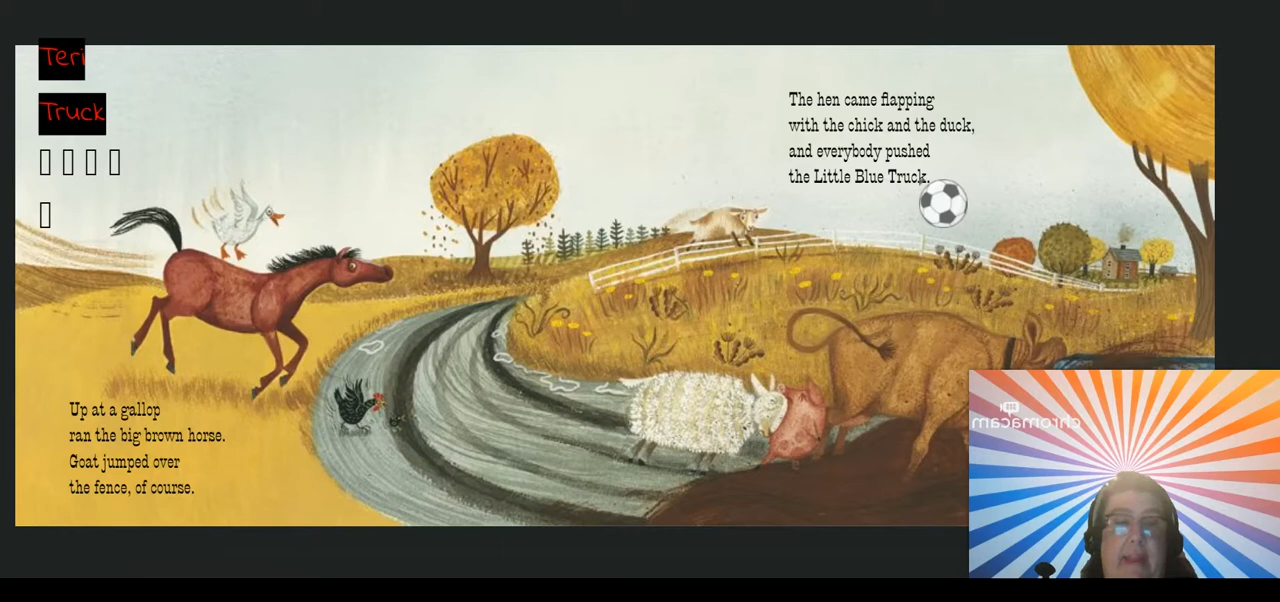 Teri
Truck
The hen came flapping
with the chick and the duck,
and everybody pushed
the Little Blue Truck.
Up at a gallop
ran the big brown horse.
Goat jumped over
the fence, of course.
chromacam